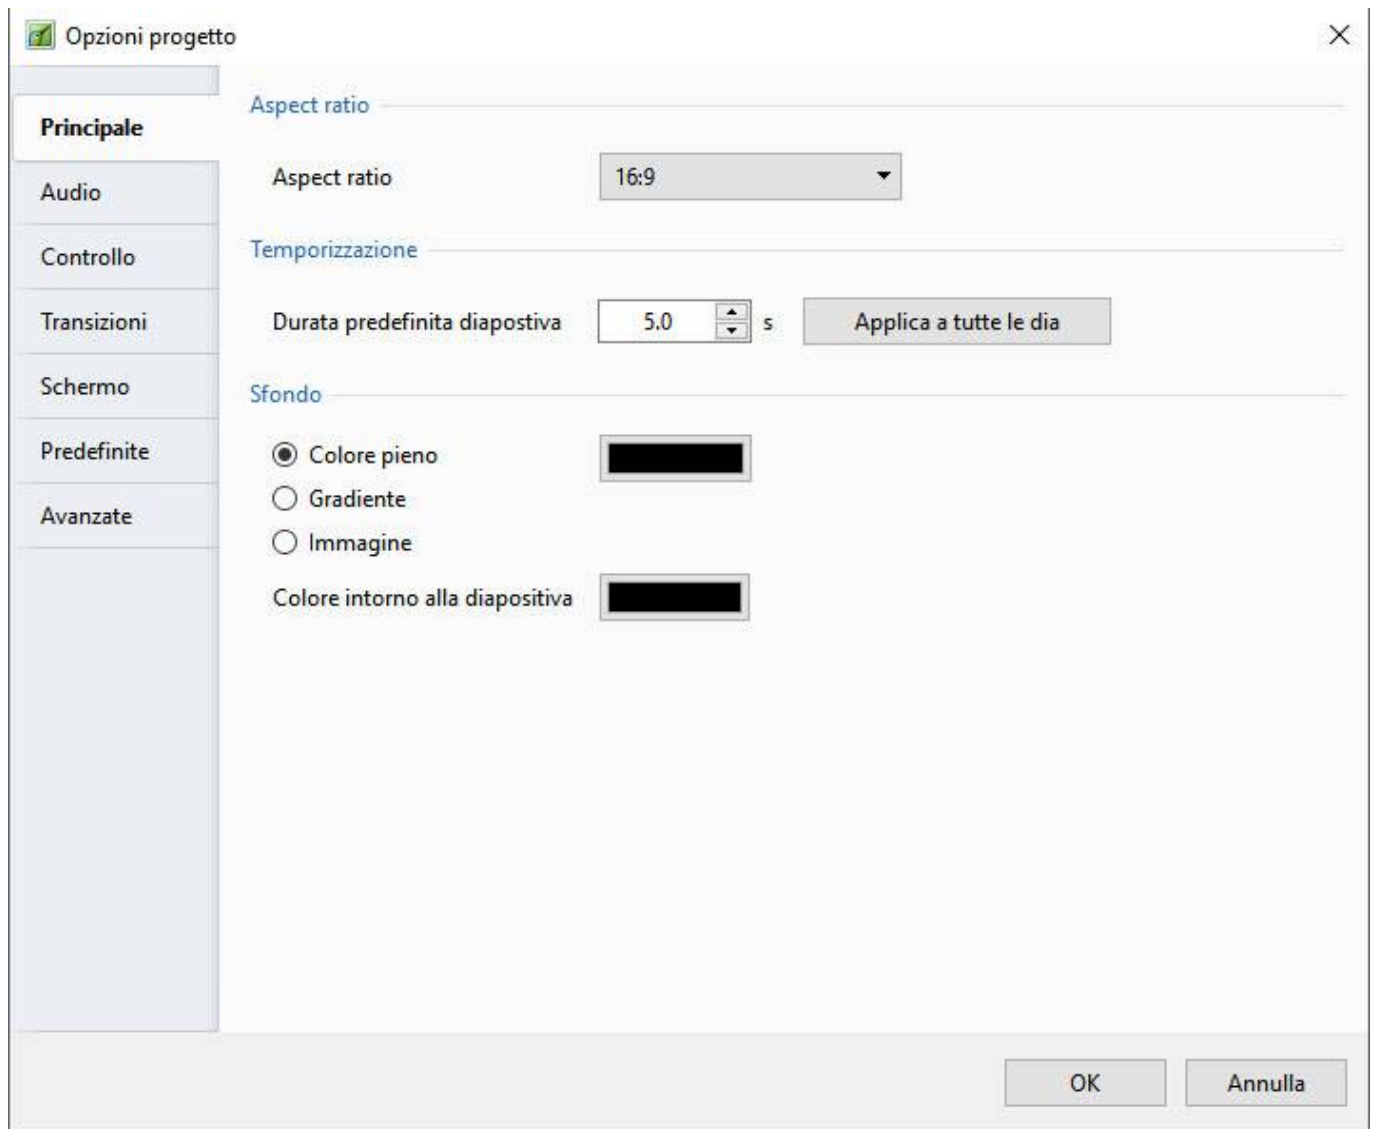 Opzioni progetto
Principale
Audio
Controllo
Transizioni
Schermo
Predefinite
Avanzate
Aspect ratio
Aspect ratio 16:9
Temporizzazione
Durata predefinita diapostiva 5.0 s Applica a tutte le dia
Sfondo
Colore pieno
Gradiente
Immagine
Colore intorno alla diapositiva
OK Annulla